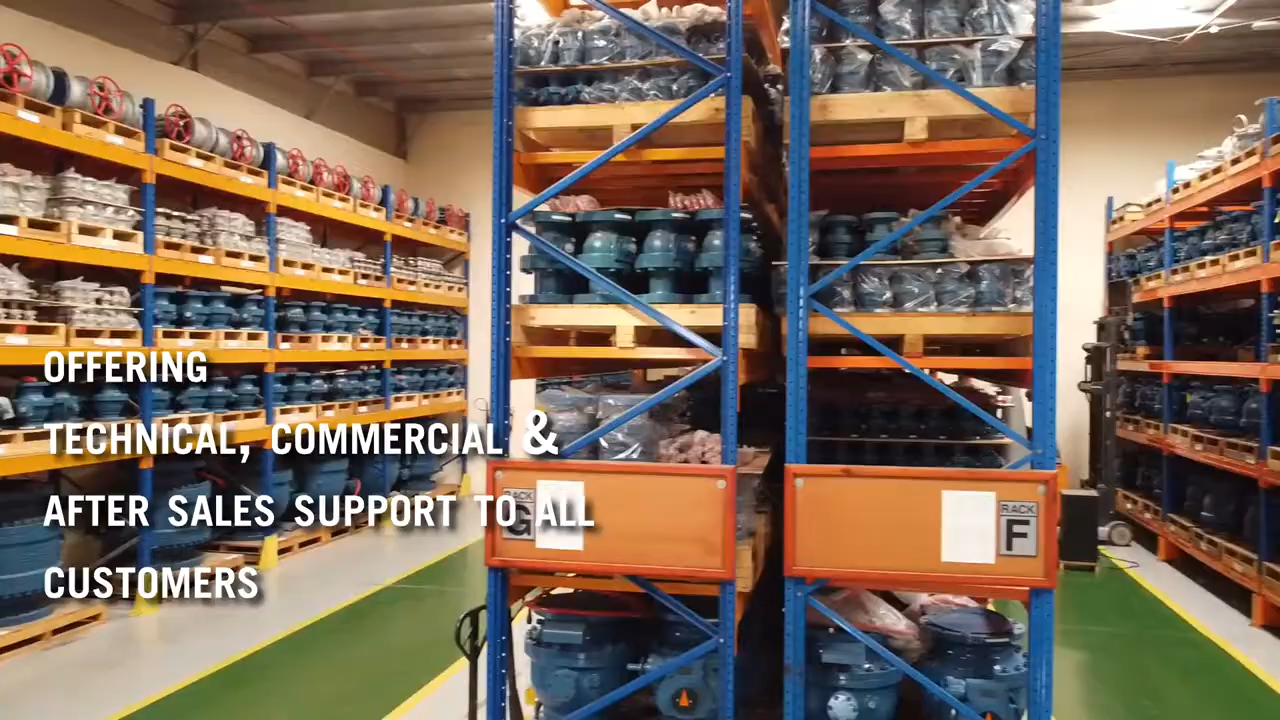 OFFERING
TECHNICAL, COMMERCIAL &
AFTER SALES SUPPORT TO ALL
CUSTOMERS
RACK
G
RACK
F